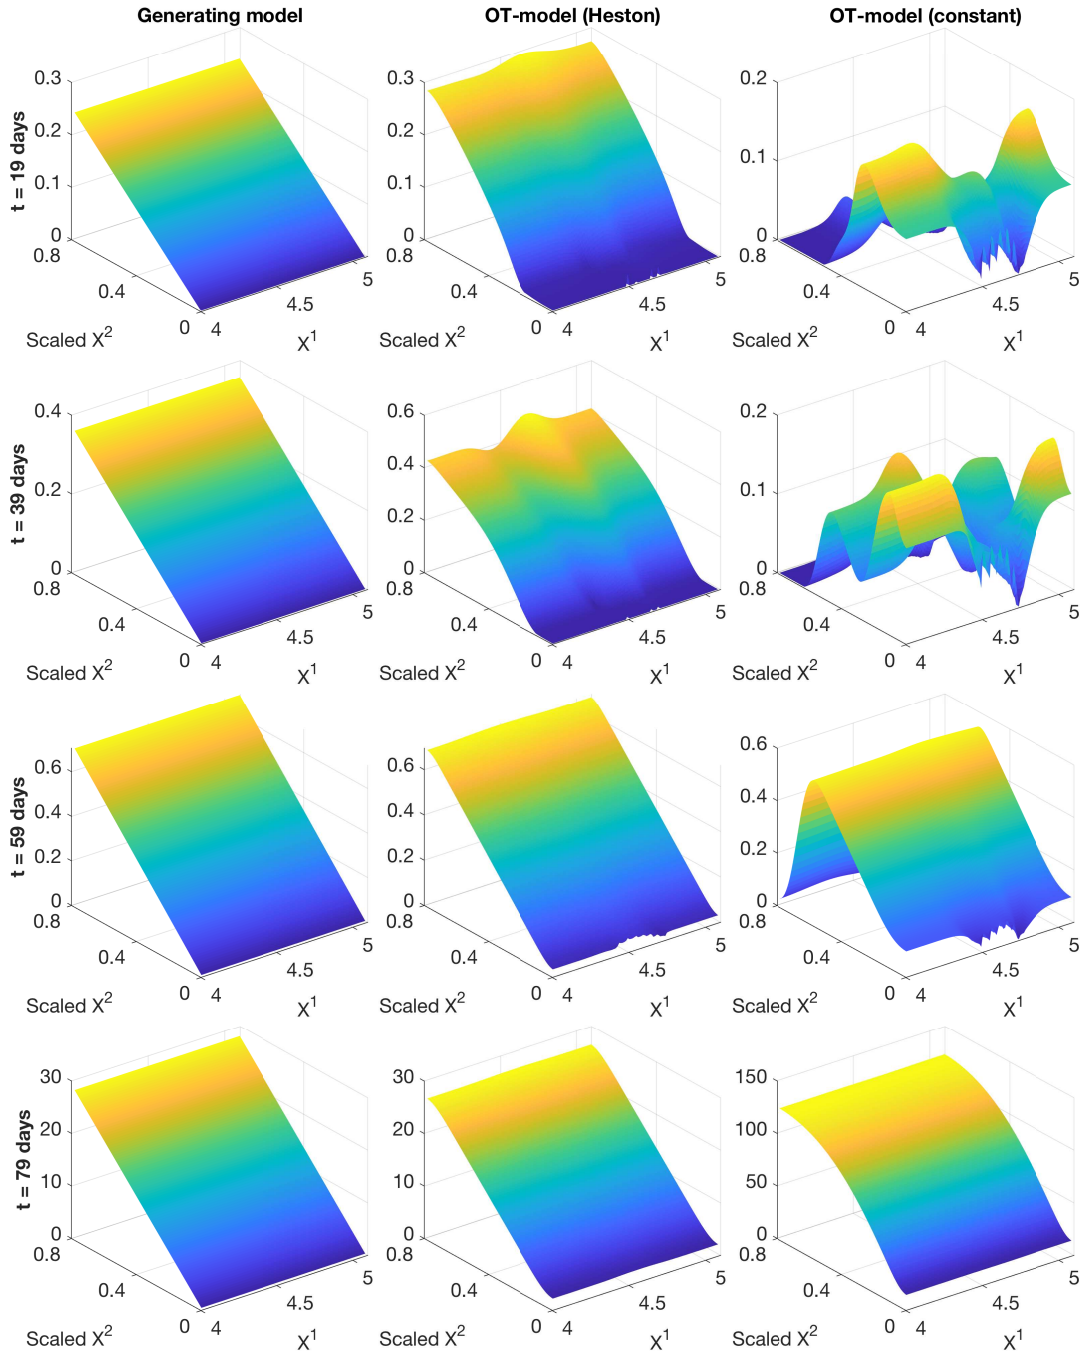 Generating model OT-model (Heston) OT-model (constant)
t = 19 days
0.3 0.2 0.1 0
0.8 0.4 0
Scaled X²
4 4.5 5
X¹
0.3 0.2 0.1 0
0.8 0.4 0
Scaled X²
4 4.5 5
X¹
0.2 0.1 0
0.8 0.4 0
Scaled X²
4 4.5 5
X¹
t = 39 days
0.4 0.2 0
0.8 0.4 0
Scaled X²
4 4.5 5
X¹
0.6 0.4 0.2 0
0.8 0.4 0
Scaled X²
4 4.5 5
X¹
0.2 0.1 0
0.8 0.4 0
Scaled X²
4 4.5 5
X¹
t = 59 days
0.6 0.4 0.2 0
0.8 0.4 0
Scaled X²
4 4.5 5
X¹
0.6 0.4 0.2 0
0.8 0.4 0
Scaled X²
4 4.5 5
X¹
0.6 0.4 0.2 0
0.8 0.4 0
Scaled X²
4 4.5 5
X¹
t = 79 days
30 20 10 0
0.8 0.4 0
Scaled X²
4 4.5 5
X¹
30 20 10 0
0.8 0.4 0
Scaled X²
4 4.5 5
X¹
150 100 50 0
0.8 0.4 0
Scaled X²
4 4.5 5
X¹